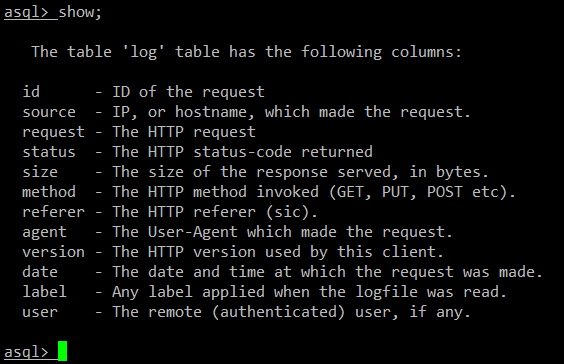 asql> show;
The table 'log' table has the following columns:
id - ID of the request
source - IP, or hostname, which made the request.
request - The HTTP request
status - The HTTP status-code returned
size - The size of the response served, in bytes.
method - The HTTP method invoked (GET, PUT, POST etc).
referer - The HTTP referer (sic).
agent - The User-Agent which made the request.
version - The HTTP version used by this client.
date - The date and time at which the request was made.
label - Any label applied when the logfile was read.
user - The remote (authenticated) user, if any.
asql>